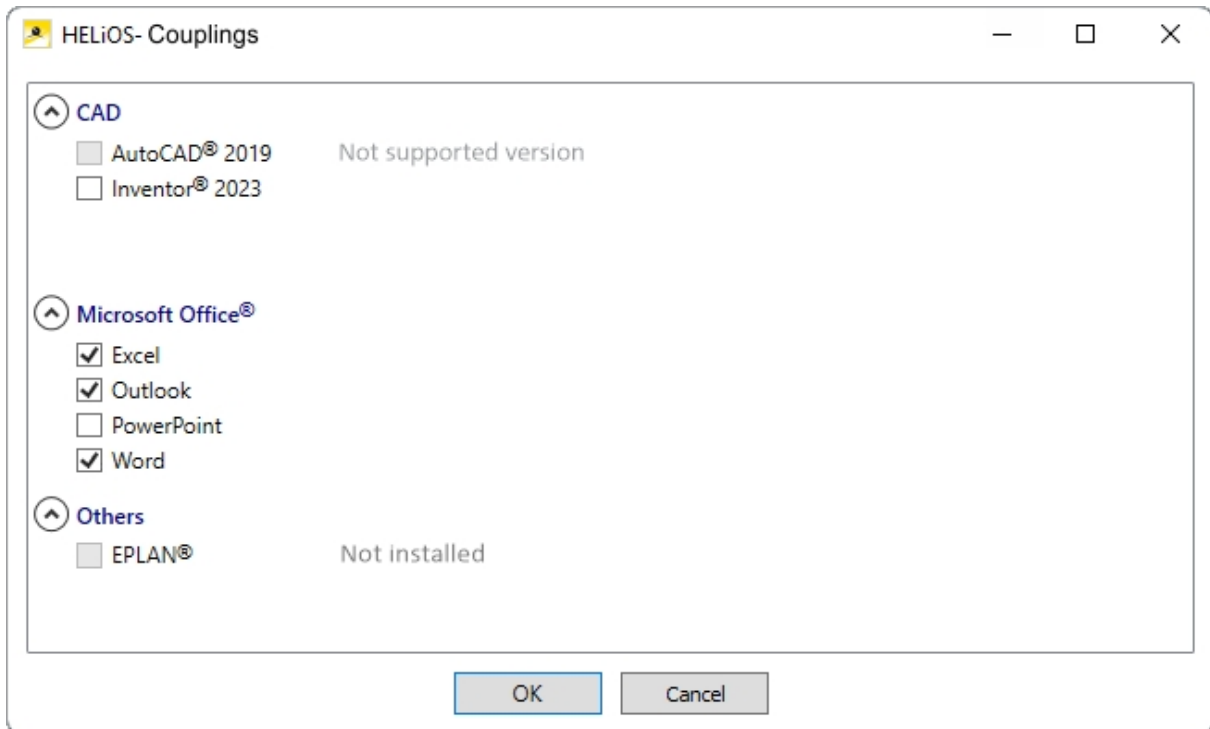 HELiOS- Couplings
CAD
AutoCAD® 2019 Not supported version
Inventor® 2023
Microsoft Office®
Excel
Outlook
PowerPoint
Word
Others
EPLAN® Not installed
OK Cancel